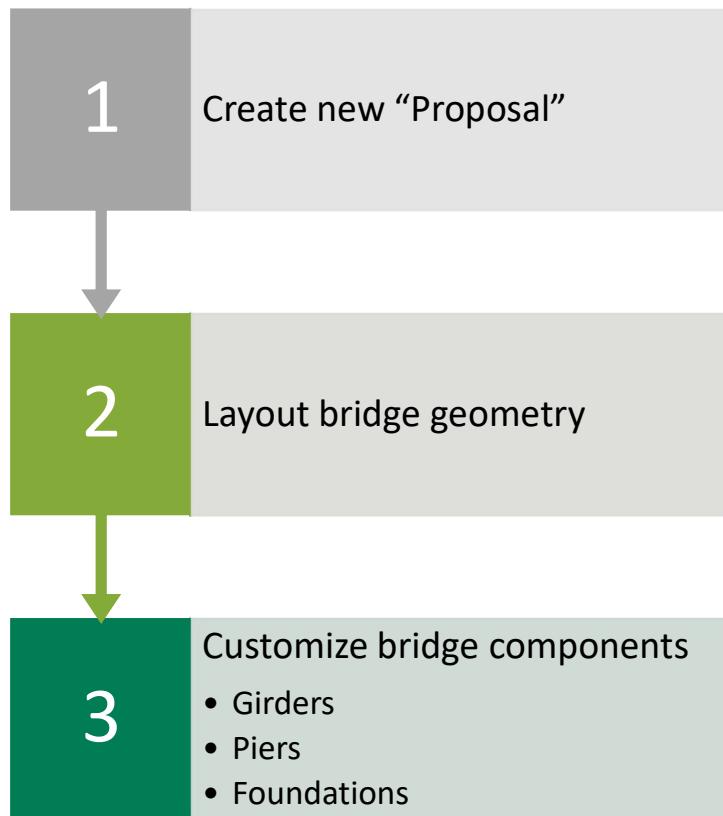 1
Create new “Proposal”
2
Layout bridge geometry
3
Customize bridge components
• Girders
• Piers
• Foundations